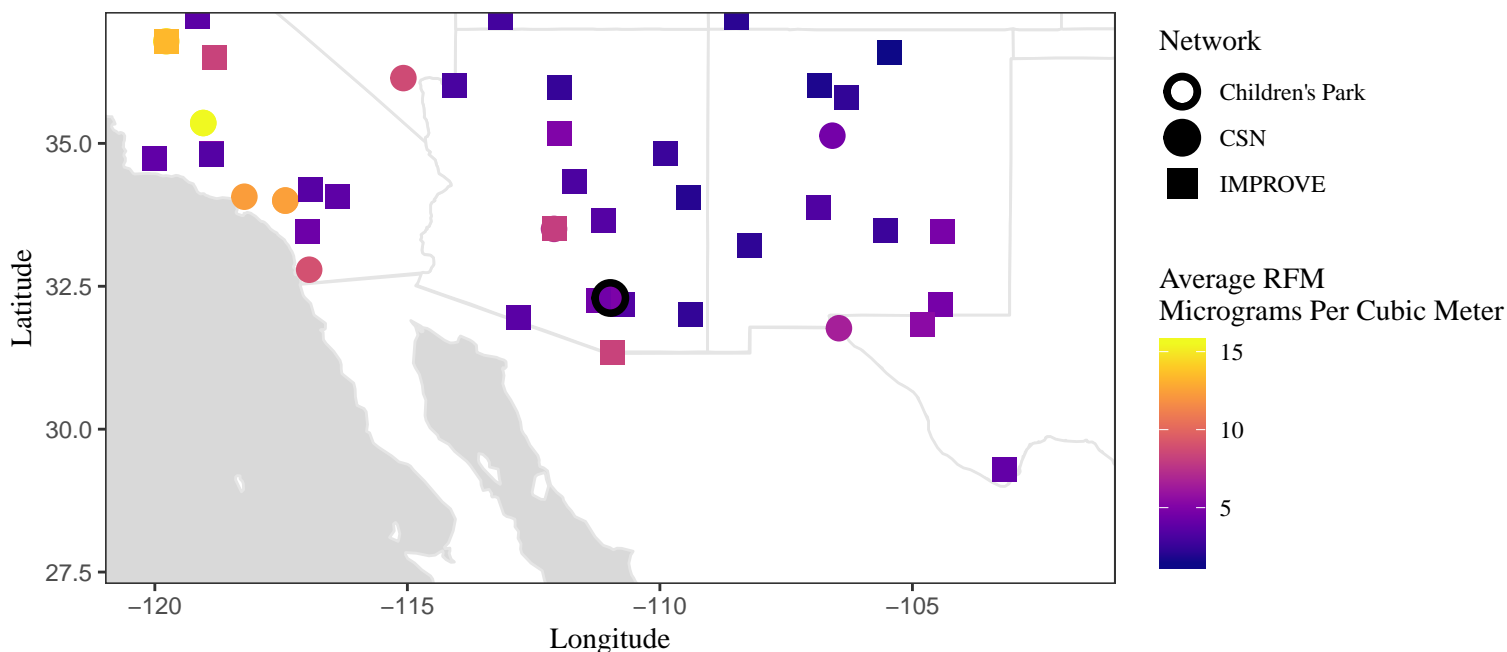 35.0
32.5
30.0
27.5
Latitude
−120
−115
−110
−105
Longitude
Network
Children's Park
CSN
IMPROVE
Average RFM
Micrograms Per Cubic Meter
15
10
5